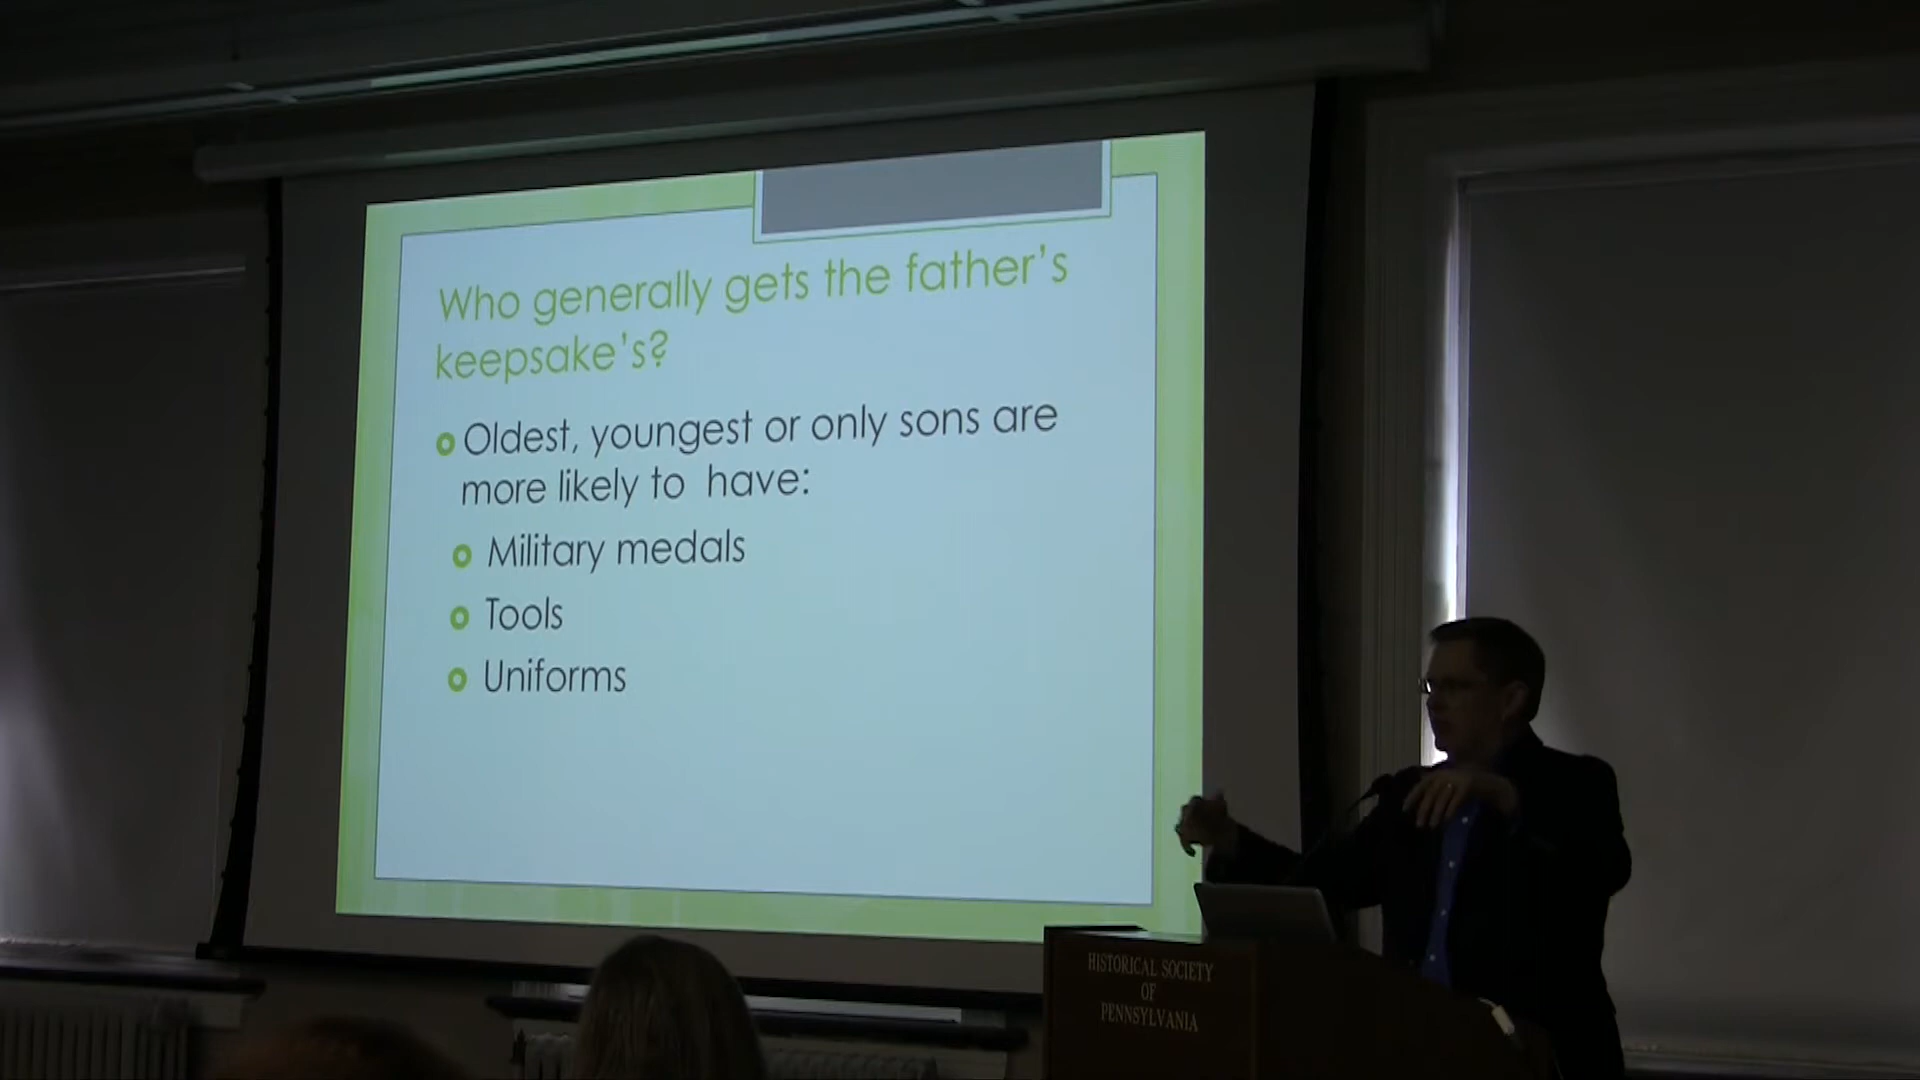 Who generally gets the father's
keepsake's?
Oldest, youngest or only sons are
more likely to have:
Military medals
Tools
Uniforms
HISTORICAL SOCIETY
OF
PENNSYLVANIA